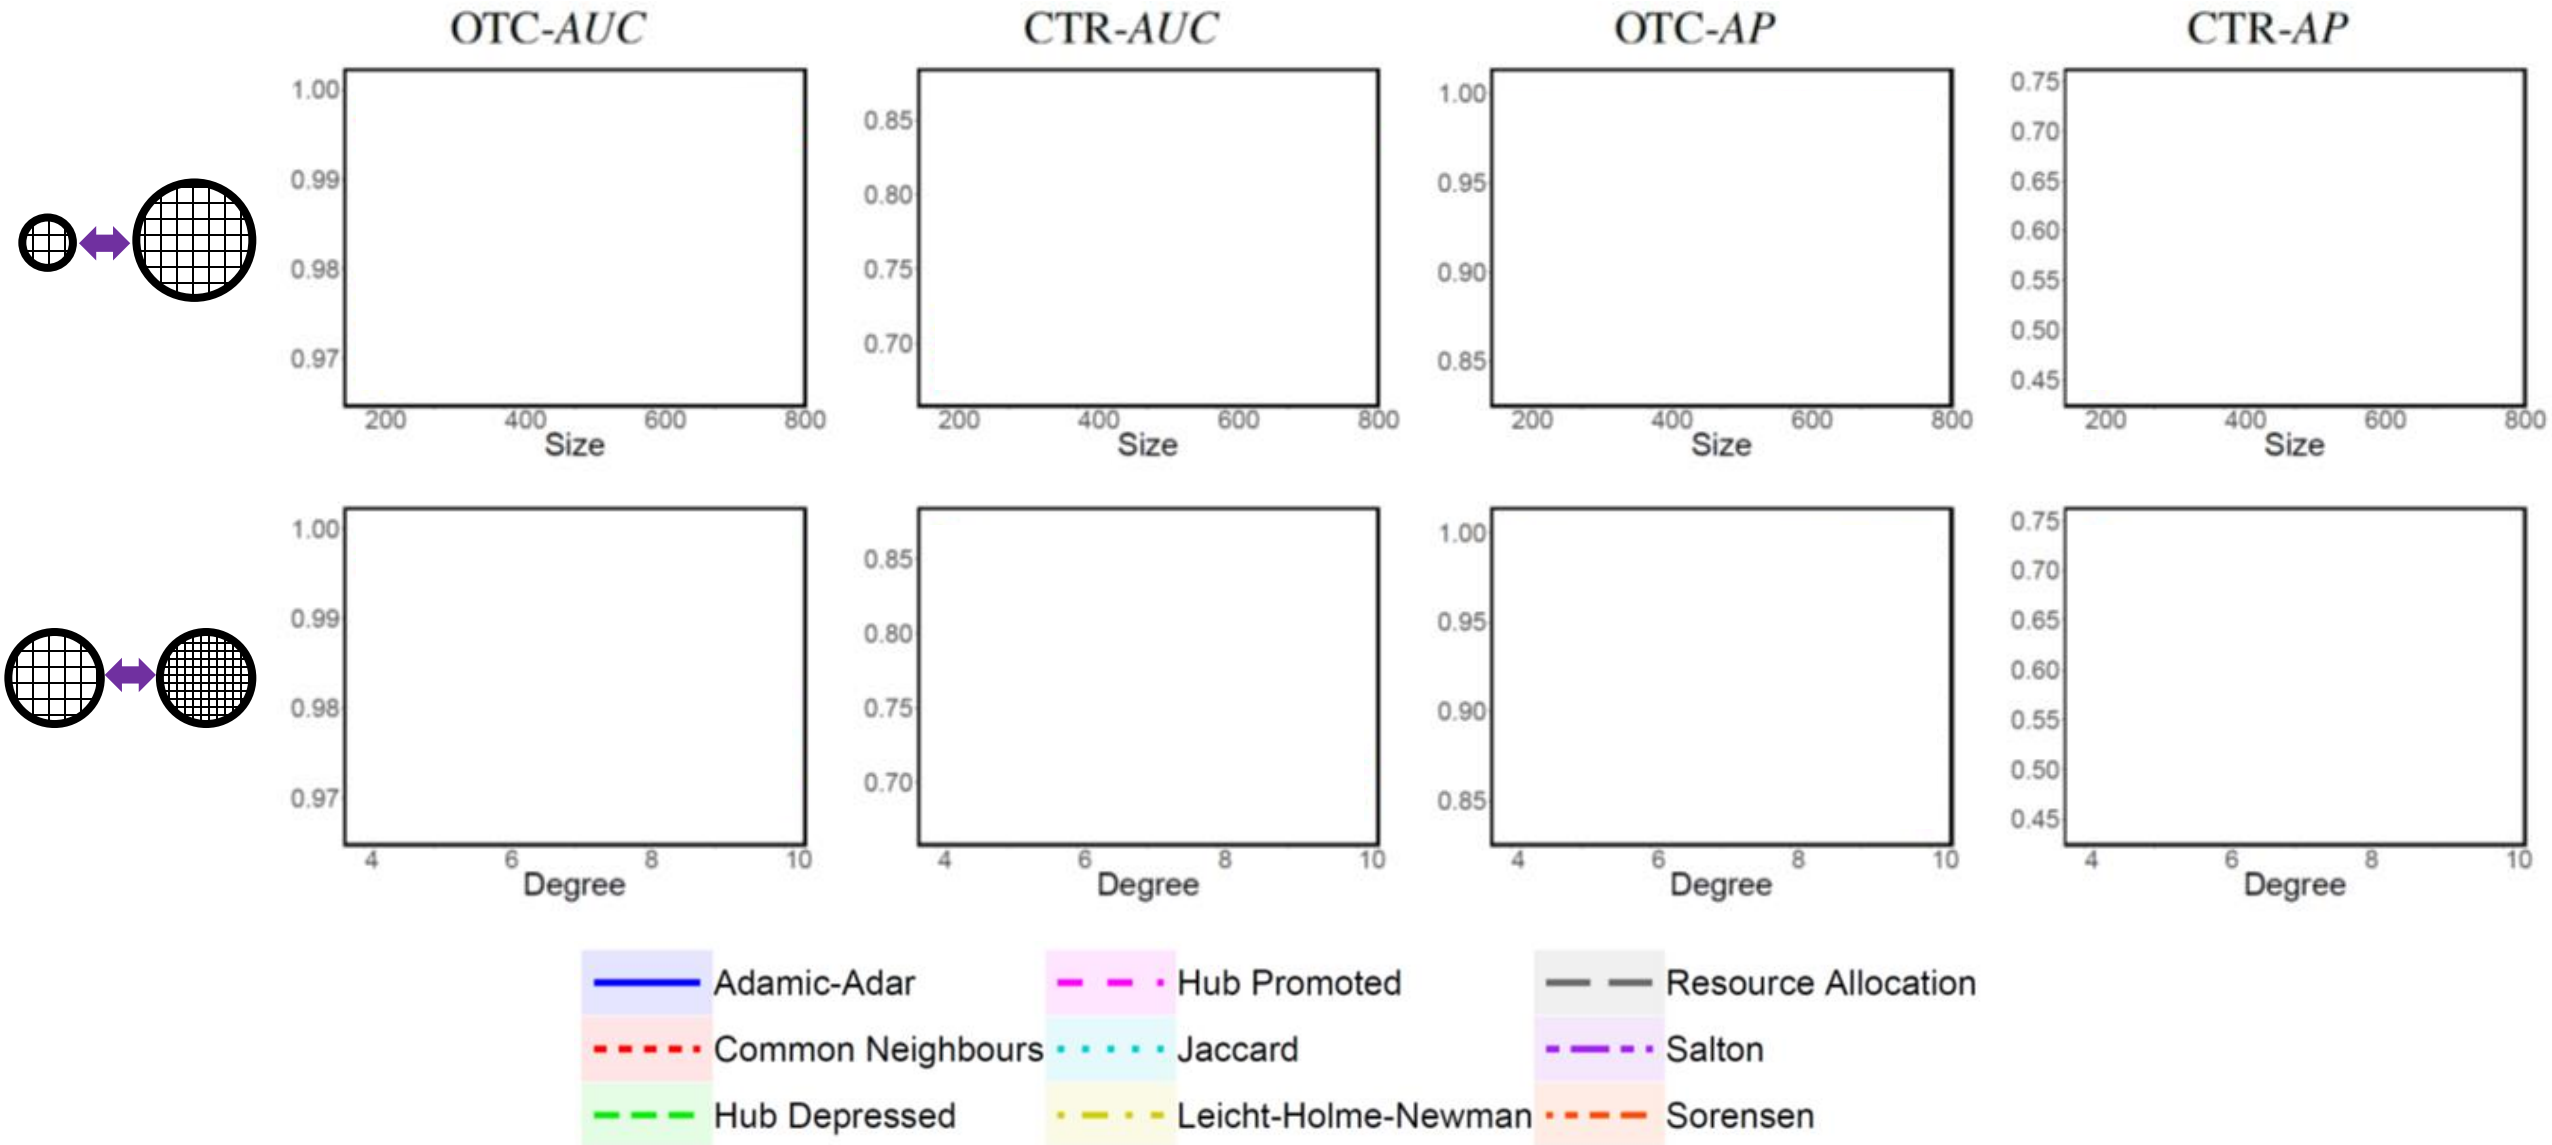 OTC-AUC CTR-AUC OTC-AP CTR-AP
1.00
0.99
0.98
0.97
200 400 600 800
Size
0.85
0.80
0.75
0.70
200 400 600 800
Size
1.00
0.95
0.90
0.85
200 400 600 800
Size
0.75
0.70
0.65
0.60
0.55
0.50
0.45
200 400 600 800
Size
1.00
0.99
0.98
0.97
4 6 8 10
Degree
0.85
0.80
0.75
0.70
4 6 8 10
Degree
1.00
0.95
0.90
0.85
4 6 8 10
Degree
0.75
0.70
0.65
0.60
0.55
0.50
0.45
4 6 8 10
Degree
Adamic-Adar Hub Promoted Resource Allocation
Common Neighbours Jaccard Salton
Hub Depressed Leicht-Holme-Newman Sorensen